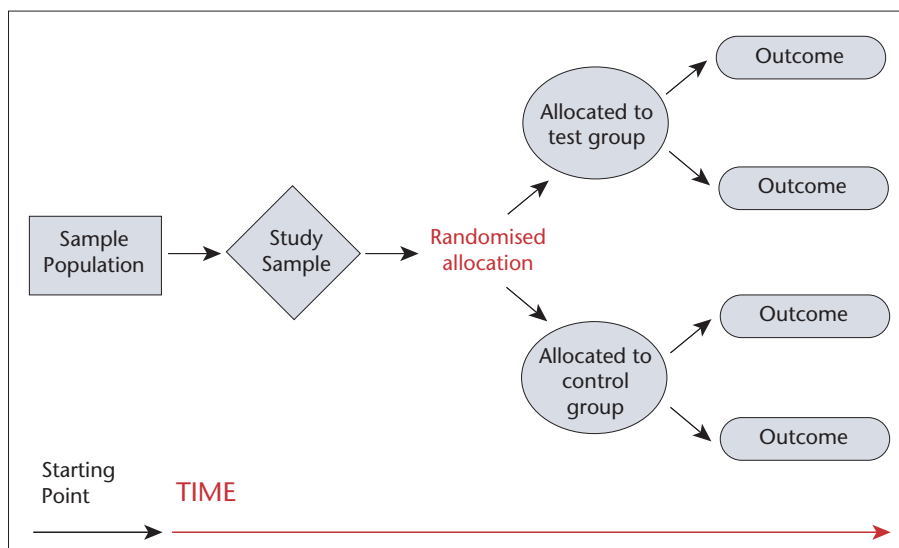 Sample
Population
Study
Sample
Randomised
allocation
Allocated to
test group
Outcome
Outcome
Allocated to
control
group
Outcome
Outcome
Starting
Point
TIME